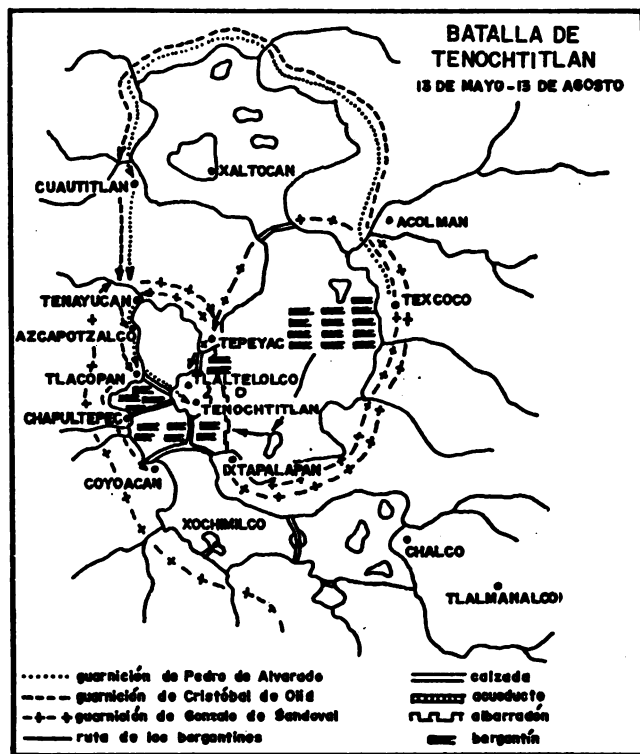 BATALLA DE
TENOCHTITLAN
13 DE MAYO-13 DE AGOSTO
XALTOCAN
CUAUTITLAN
ACOLMAN
TENAYUCAN
TEXCOCO
AZCAPOTZALCO
TEPEYAC
TLACOPAN
TLALTELOLCO
CHAPULTEPEC
TENOCHTITLAN
IXTAPALAPAN
COYOACAN
XOCHIMILCO
CHALCO
TLALMANALCO
guarnición de Pedro de Alvarado
calzada
guarnición de Cristóbal de Olid
acueducto
guarnición de Gonzalo de Sandoval
albarradón
ruta de los bergantines
bergantín